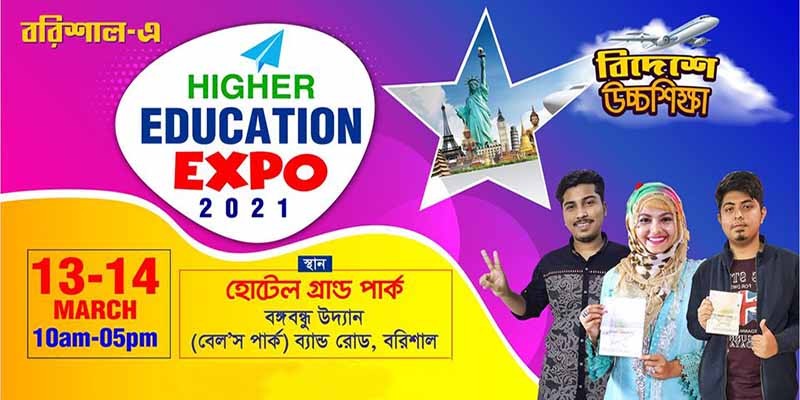 বরিশাল-এ
HIGHER
EDUCATION
EXPO
2021
বিদেশে
উচ্চশিক্ষা
13-14
MARCH
10am-05pm
স্থান
হোটেল গ্রান্ড পার্ক
বঙ্গবন্ধু উদ্যান
(বেল'স পার্ক) ব্যান্ড রোড, বরিশাল